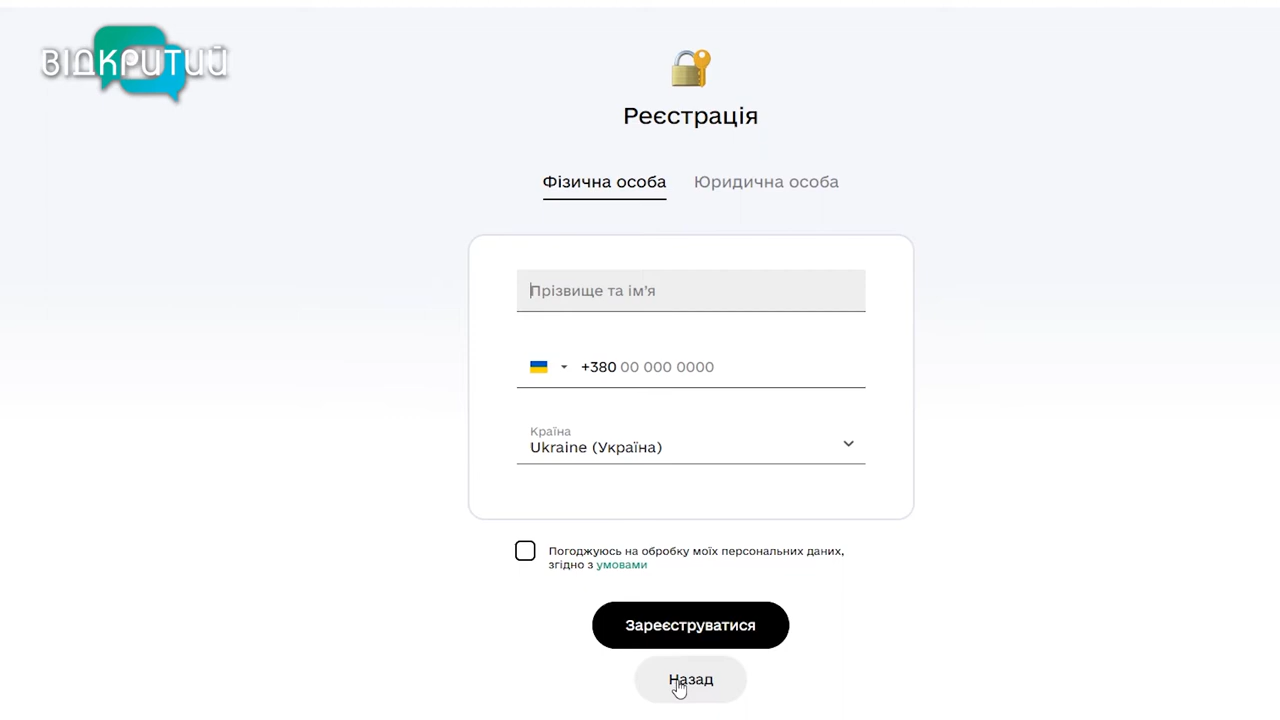 ВІДКРИТИЙ
Реєстрація
Фізична особа Юридична особа
Прізвище та ім'я
+380 00 000 0000
Країна
Ukraine (Україна)
Погоджуюсь на обробку моїх персональних даних,
згідно з умовами
Зареєструватися
Назад